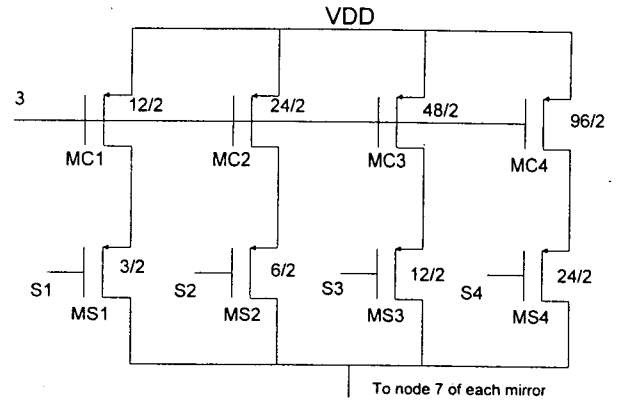 VDD
3
12/2
24/2
48/2
96/2
MC1
MC2
MC3
MC4
3/2
6/2
12/2
24/2
S1
S2
S3
S4
MS1
MS2
MS3
MS4
To node 7 of each mirror